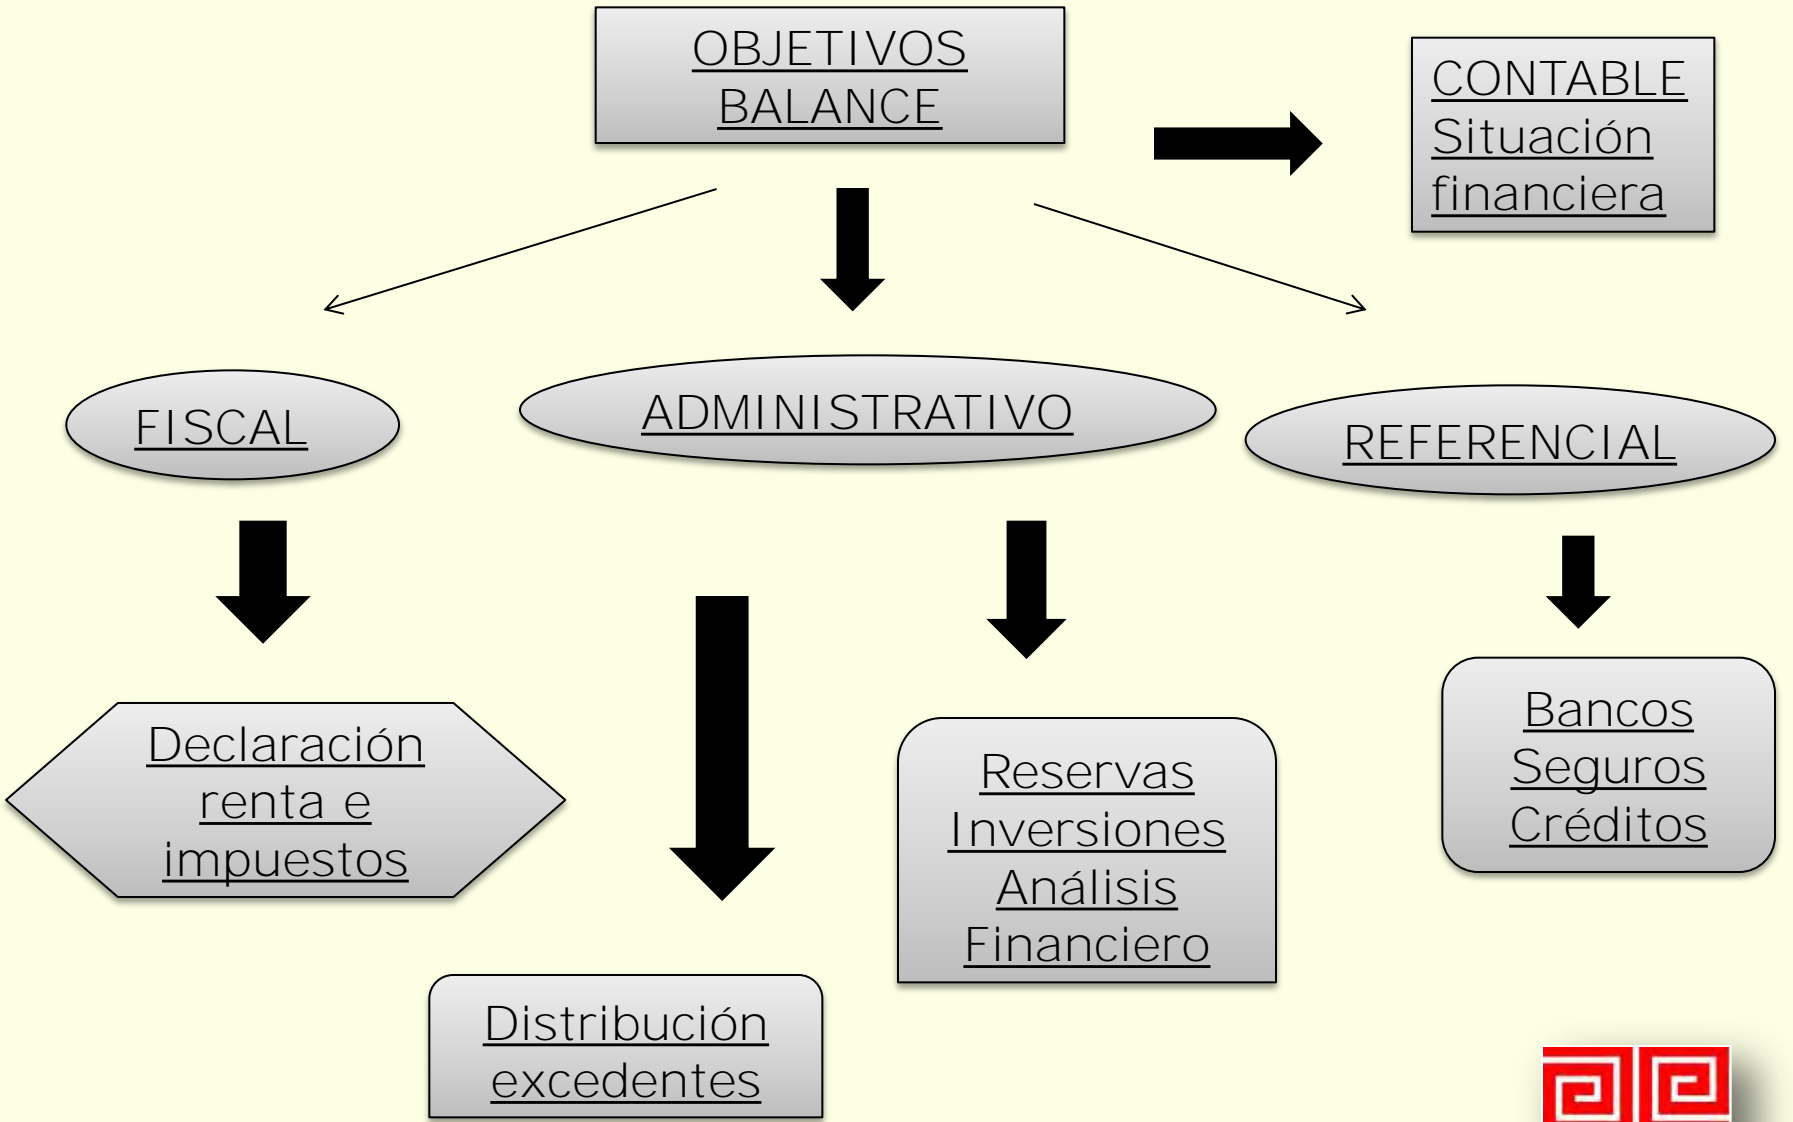 OBJETIVOS
BALANCE
CONTABLE
Situación
financiera
FISCAL
ADMINISTRATIVO
REFERENCIAL
Declaración
renta e
impuestos
Distribución
excedentes
Reservas
Inversiones
Análisis
Financiero
Bancos
Seguros
Créditos